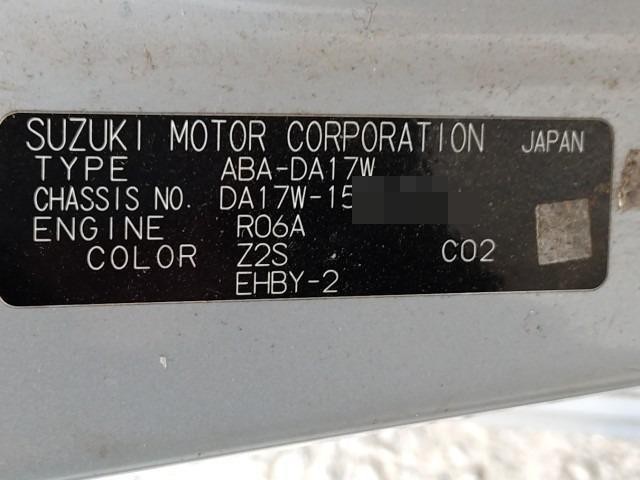 SUZUKI MOTOR CORPORATION JAPAN
TYPE ABA-DA17W
CHASSIS NO. DA17W-15
ENGINE R06A
COLOR Z2S C02
EHBY-2